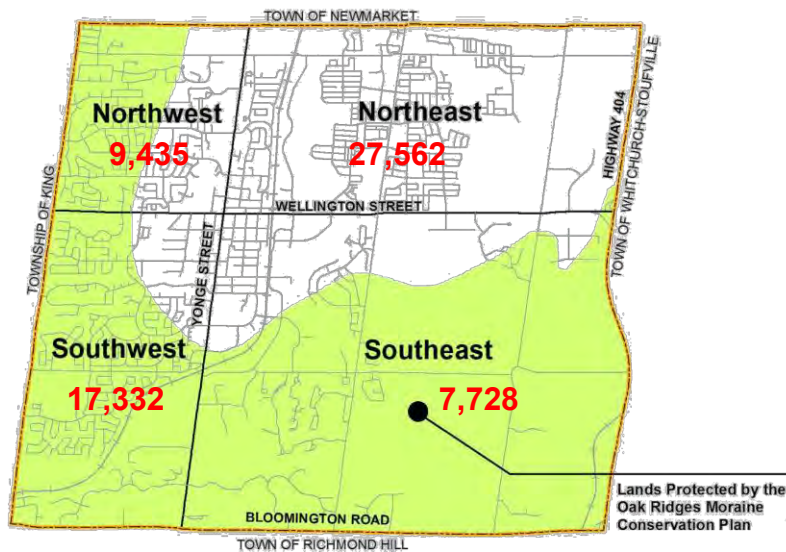 TOWN OF NEWMARKET
Northwest
9,435
Northeast
27,562
HIGHWAY 404
TOWN OF WHITCHURCH-STOUFVILLE
TOWNSHIP OF KING
WELLINGTON STREET
YONGE STREET
Southwest
17,332
Southeast
7,728
Lands Protected by the
Oak Ridges Moraine
Conservation Plan
BLOOMINGTON ROAD
TOWN OF RICHMOND HILL